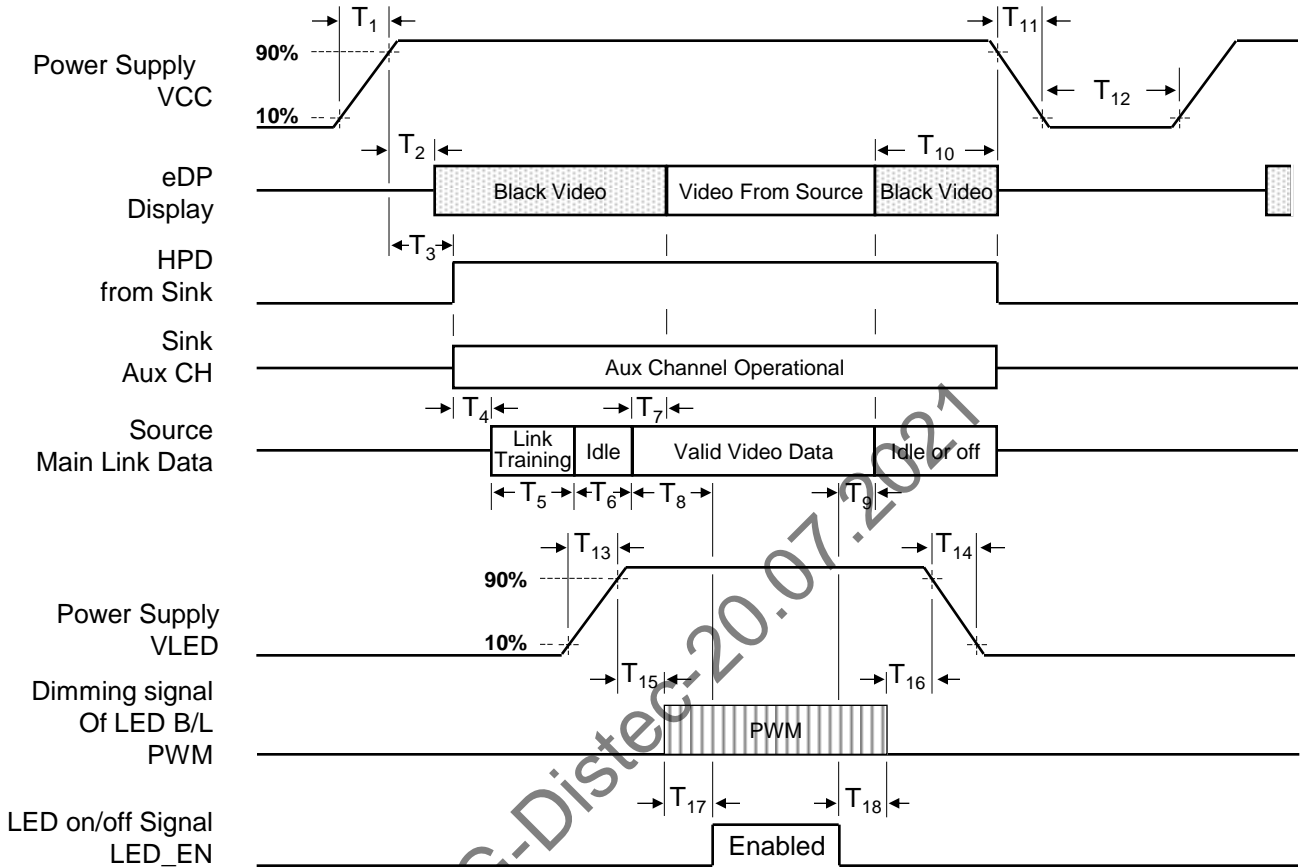 T1
T11
90%
Power Supply
VCC
T12
10%
T2
T10
eDP
Display
Black Video
Video From Source
Black Video
T3
HPD
from Sink
Sink
Aux CH
Aux Channel Operational
T4
T7
Source
Main Link Data
Link
Training
Idle
Valid Video Data
Idle or off
T5
T6
T8
T9
T13
T14
90%
Power Supply
VLED
10%
T15
T16
Dimming signal
Of LED B/L
PWM
PWM
T17
T18
LED on/off Signal
LED_EN
Enabled
G-Distec-20.07.2021